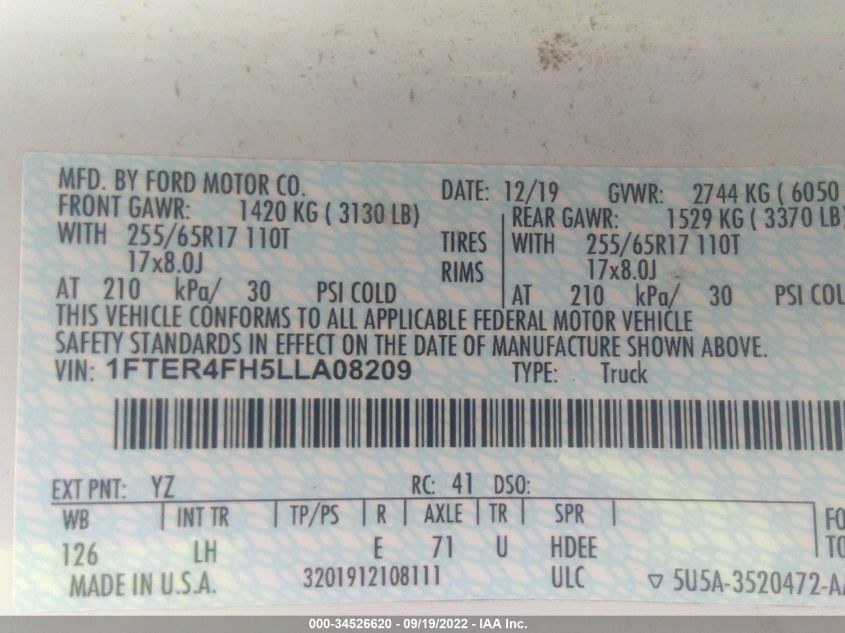 MFD. BY FORD MOTOR CO. DATE: 12/19 GVWR: 2744 KG ( 6050
FRONT GAWR: 1420 KG ( 3130 LB) REAR GAWR: 1529 KG ( 3370 LB)
WITH 255/65R17 110T TIRES WITH 255/65R17 110T
17x8.0J RIMS 17x8.0J
AT 210 kPa/ 30 PSI COLD AT 210 kPa/ 30 PSI COL
THIS VEHICLE CONFORMS TO ALL APPLICABLE FEDERAL MOTOR VEHICLE
SAFETY STANDARDS IN EFFECT ON THE DATE OF MANUFACTURE SHOWN ABOVE.
VIN: 1FTER4FH5LLA08209 TYPE: Truck
EXT PNT: YZ RC: 41 DSO:
WB INT TR TP/PS R AXLE TR SPR FO
126 LH E 71 U HDEE TO
MADE IN U.S.A. 3201912108111 ULC ▽ 5U5A-3520472-A
000-34526620 - 09/19/2022 - IAA Inc.